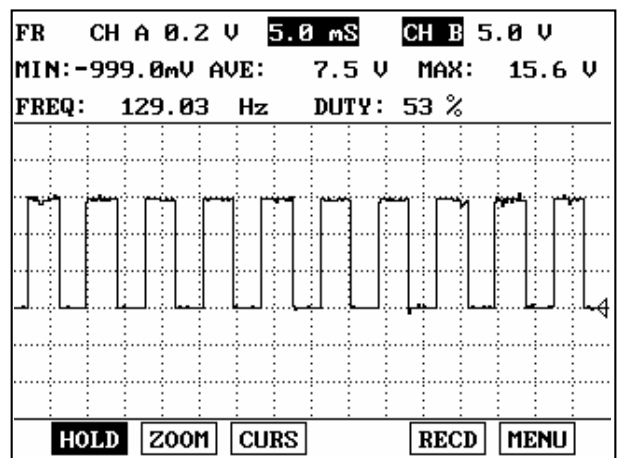 FR CH A 0.2 V 5.0 mS CH B 5.0 V
MIN:-999.0mV AVE: 7.5 V MAX: 15.6 V
FREQ: 129.03 Hz DUTY: 53 %
HOLD ZOOM CURS RECD MENU